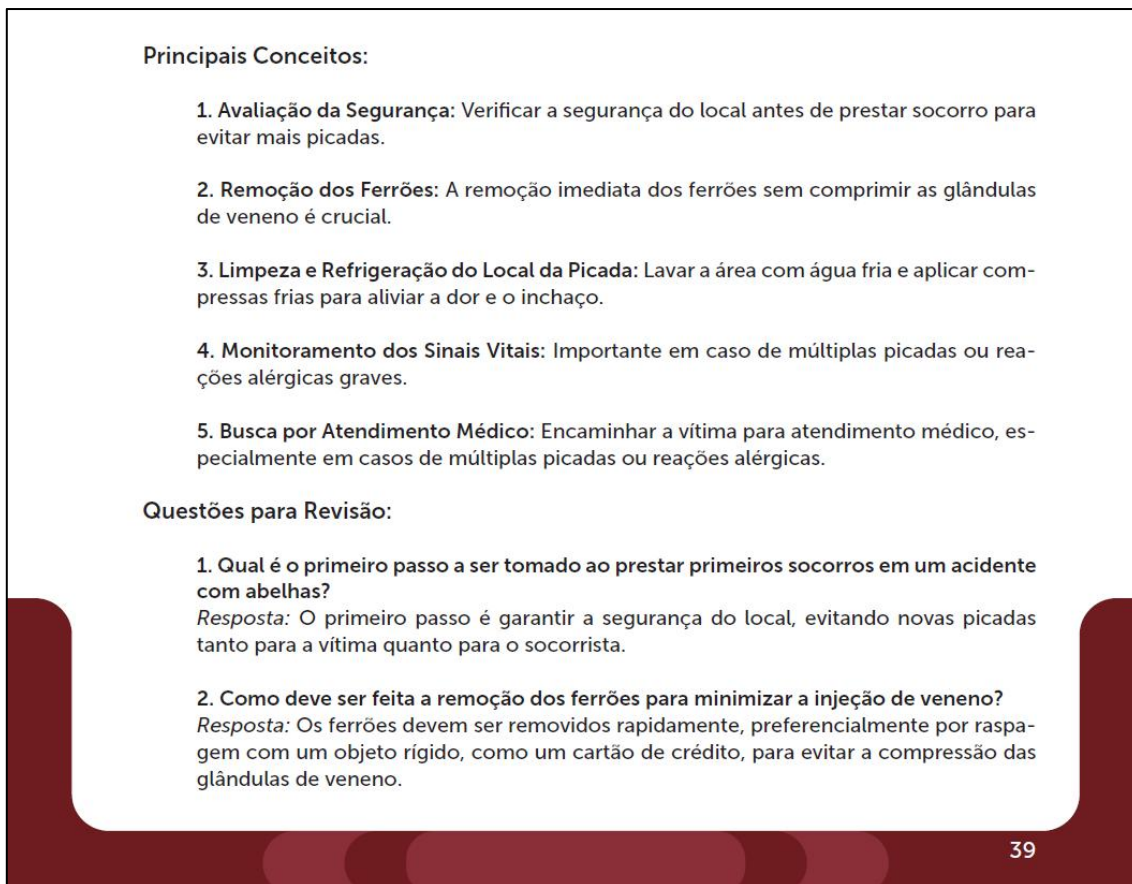 Principais Conceitos:
1. Avaliação da Segurança: Verificar a segurança do local antes de prestar socorro para
evitar mais picadas.
2. Remoção dos Ferrões: A remoção imediata dos ferrões sem comprimir as glândulas
de veneno é crucial.
3. Limpeza e Refrigeração do Local da Picada: Lavar a área com água fria e aplicar com-
pressas frias para aliviar a dor e o inchaço.
4. Monitoramento dos Sinais Vitais: Importante em caso de múltiplas picadas ou rea-
ções alérgicas graves.
5. Busca por Atendimento Médico: Encaminhar a vítima para atendimento médico, es-
pecialmente em casos de múltiplas picadas ou reações alérgicas.
Questões para Revisão:
1. Qual é o primeiro passo a ser tomado ao prestar primeiros socorros em um acidente
com abelhas?
Resposta: O primeiro passo é garantir a segurança do local, evitando novas picadas
tanto para a vítima quanto para o socorrista.
2. Como deve ser feita a remoção dos ferrões para minimizar a injeção de veneno?
Resposta: Os ferrões devem ser removidos rapidamente, preferencialmente por raspa-
gem com um objeto rígido, como um cartão de crédito, para evitar a compressão das
glândulas de veneno.
39